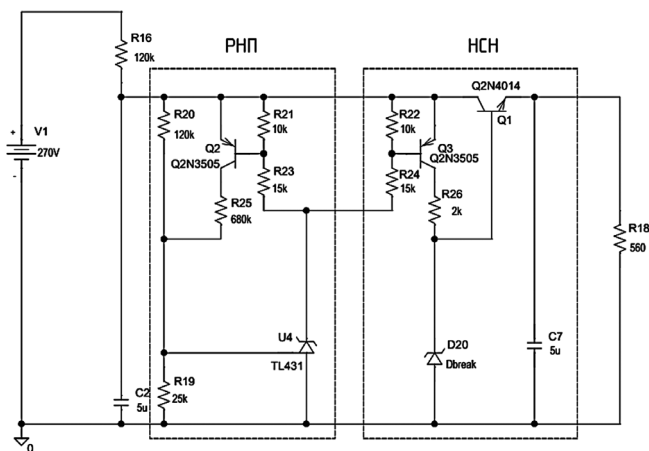 РНП
НСН
R16
120k
V1
+
270V
-
R20
120k
Q2
Q2N3505
R21
10k
R23
15k
R25
680k
R22
10k
Q3
Q2N3505
R24
15k
R26
2k
Q2N4014
Q1
R18
560
U4
TL431
D20
Dbreak
C7
5u
C2
5u
R19
25k
0